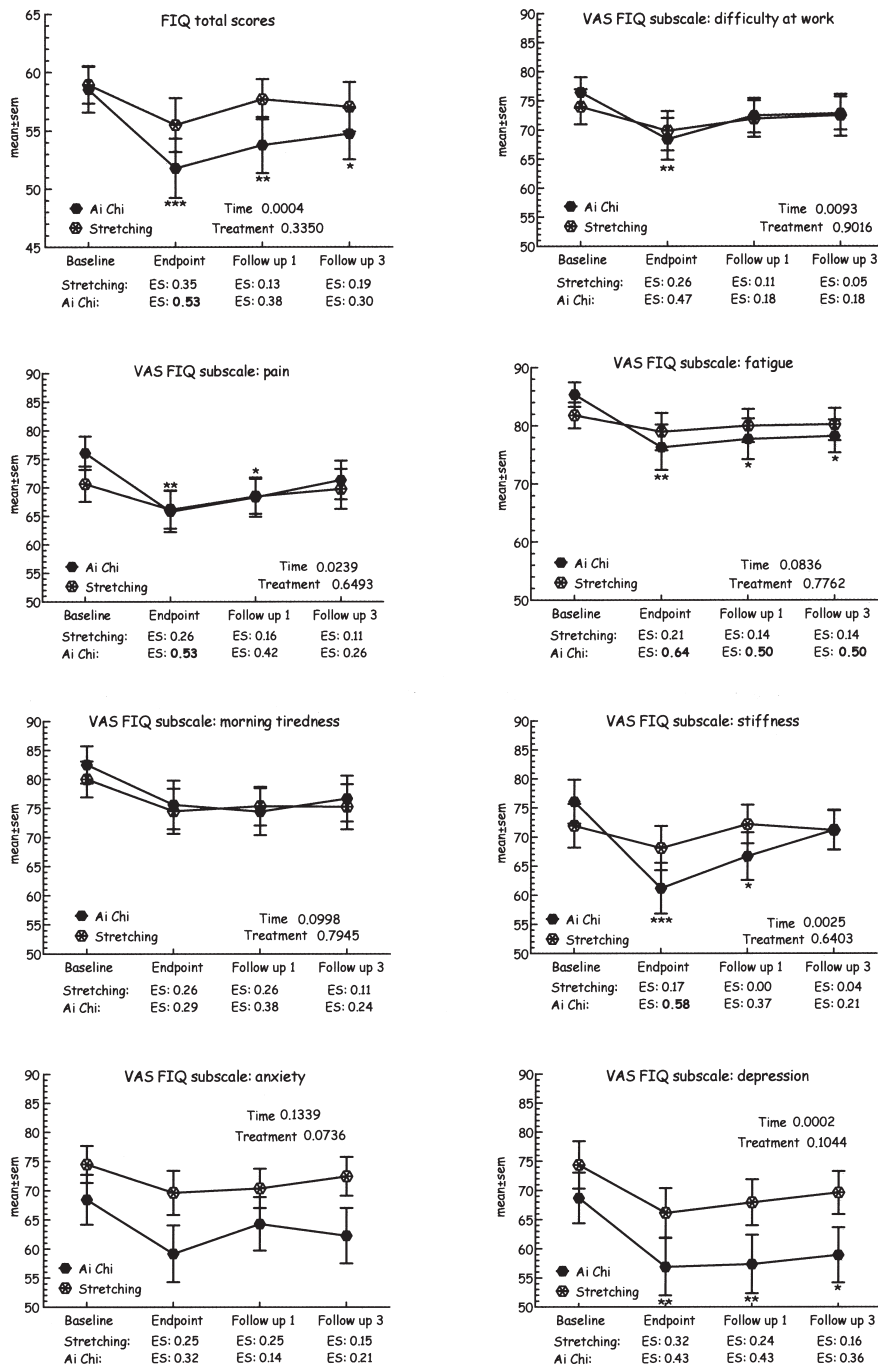 FIQ total scores
65
60
55
50
45
mean±sem
Ai Chi
Stretching
Time 0.0004
Treatment 0.3350
***
**
*
Baseline Endpoint Follow up 1 Follow up 3
Stretching: ES: 0.35 ES: 0.13 ES: 0.19
Ai Chi: ES: 0.53 ES: 0.38 ES: 0.30
VAS FIQ subscale: difficulty at work
90
85
80
75
70
65
60
55
50
mean±sem
**
Ai Chi
Stretching
Time 0.0093
Treatment 0.9016
Baseline Endpoint Follow up 1 Follow up 3
Stretching: ES: 0.26 ES: 0.11 ES: 0.05
Ai Chi: ES: 0.47 ES: 0.18 ES: 0.18
VAS FIQ subscale: pain
90
85
80
75
70
65
60
55
50
mean±sem
**
*
Ai Chi
Stretching
Time 0.0239
Treatment 0.6493
Baseline Endpoint Follow up 1 Follow up 3
Stretching: ES: 0.26 ES: 0.16 ES: 0.11
Ai Chi: ES: 0.53 ES: 0.42 ES: 0.26
VAS FIQ subscale: fatigue
90
80
70
60
50
mean±sem
**
*
*
Ai Chi
Stretching
Time 0.0836
Treatment 0.7762
Baseline Endpoint Follow up 1 Follow up 3
Stretching: ES: 0.21 ES: 0.14 ES: 0.14
Ai Chi: ES: 0.64 ES: 0.50 ES: 0.50
VAS FIQ subscale: morning tiredness
90
85
80
75
70
65
60
55
50
mean±sem
Ai Chi
Stretching
Time 0.0998
Treatment 0.7945
Baseline Endpoint Follow up 1 Follow up 3
Stretching: ES: 0.26 ES: 0.26 ES: 0.11
Ai Chi: ES: 0.29 ES: 0.38 ES: 0.24
VAS FIQ subscale: stiffness
90
85
80
75
70
65
60
55
50
mean±sem
***
*
Ai Chi
Stretching
Time 0.0025
Treatment 0.6403
Baseline Endpoint Follow up 1 Follow up 3
Stretching: ES: 0.17 ES: 0.00 ES: 0.04
Ai Chi: ES: 0.58 ES: 0.37 ES: 0.21
VAS FIQ subscale: anxiety
90
85
80
75
70
65
60
55
50
mean±sem
Time 0.1339
Treatment 0.0736
Ai Chi
Stretching
Baseline Endpoint Follow up 1 Follow up 3
Stretching: ES: 0.25 ES: 0.25 ES: 0.15
Ai Chi: ES: 0.32 ES: 0.14 ES: 0.21
VAS FIQ subscale: depression
90
85
80
75
70
65
60
55
50
mean±sem
Time 0.0002
Treatment 0.1044
Ai Chi
Stretching
**
**
*
Baseline Endpoint Follow up 1 Follow up 3
Stretching: ES: 0.32 ES: 0.24 ES: 0.16
Ai Chi: ES: 0.43 ES: 0.43 ES: 0.36